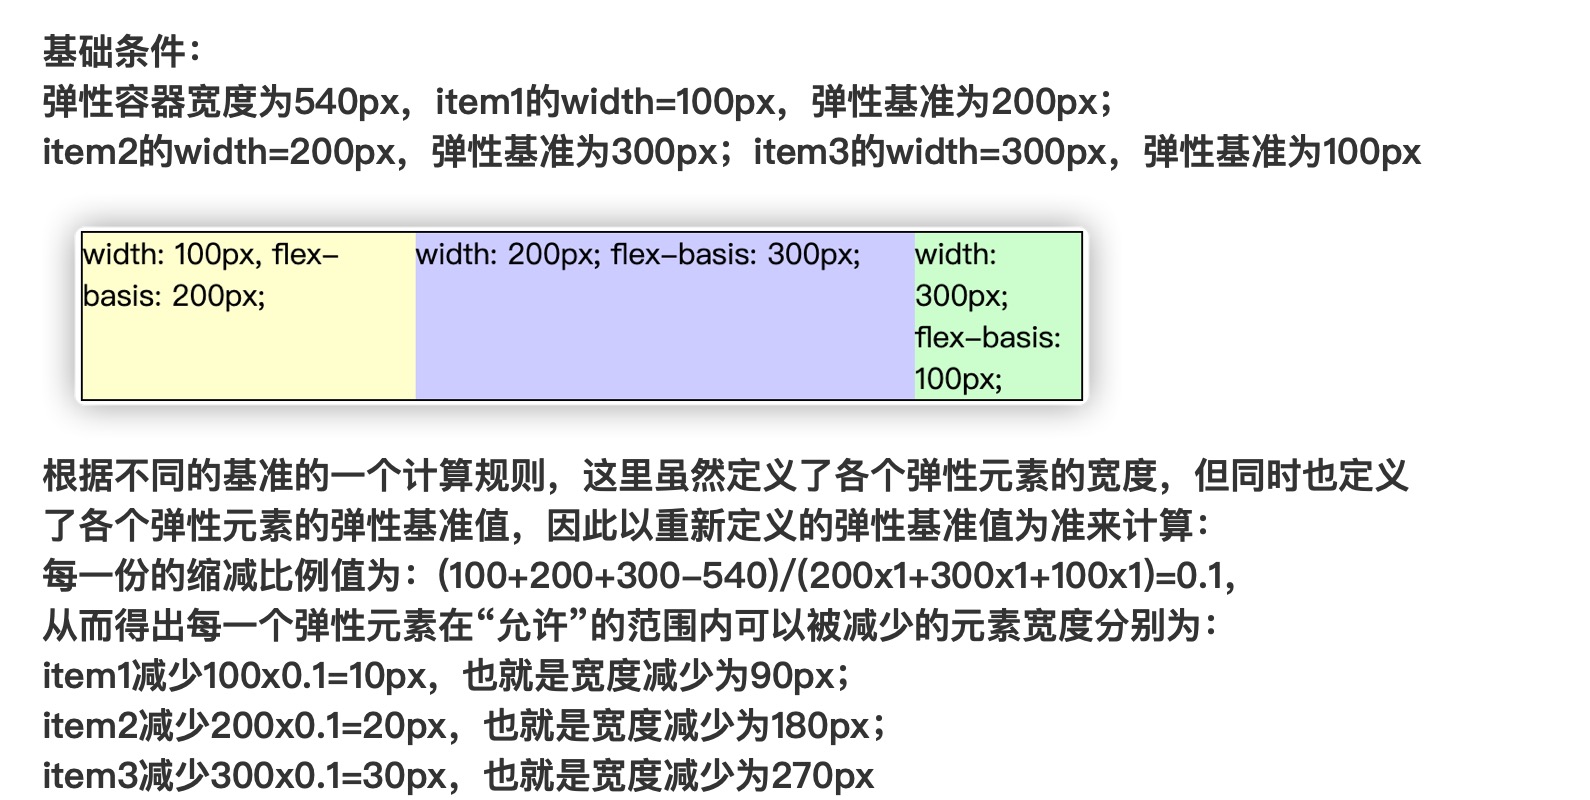 基础条件：
弹性容器宽度为540px，item1的width=100px，弹性基准为200px；
item2的width=200px，弹性基准为300px；item3的width=300px，弹性基准为100px
width: 100px, flex-
basis: 200px;
width: 200px; flex-basis: 300px;
width:
300px;
flex-basis:
100px;
根据不同的基准的一个计算规则，这里虽然定义了各个弹性元素的宽度，但同时也定义
了各个弹性元素的弹性基准值，因此以重新定义的弹性基准值为准来计算：
每一份的缩减比例值为：(100+200+300-540)/(200x1+300x1+100x1)=0.1,
从而得出每一个弹性元素在“允许”的范围内可以被减少的元素宽度分别为：
item1减少100x0.1=10px，也就是宽度减少为90px；
item2减少200x0.1=20px，也就是宽度减少为180px；
item3减少300x0.1=30px，也就是宽度减少为270px